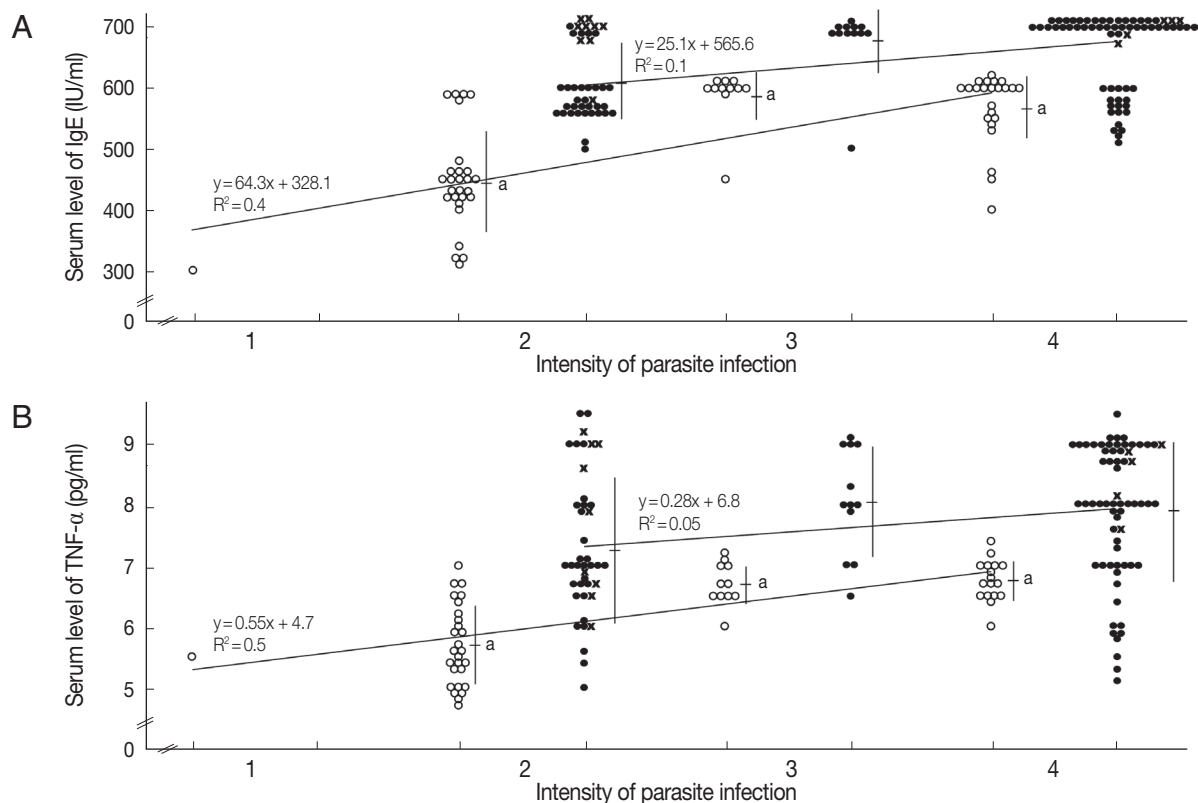 A
Serum level of IgE (IU/ml)
700
600
500
400
300
0
y=25.1x + 565.6
R²=0.1
a
a
a
y=64.3x + 328.1
R²=0.4
1 2 3 4
Intensity of parasite infection
B
Serum level of TNF-α (pg/ml)
9
8
7
6
5
0
y=0.28x + 6.8
R²=0.05
a
a
a
y=0.55x + 4.7
R²=0.5
1 2 3 4
Intensity of parasite infection